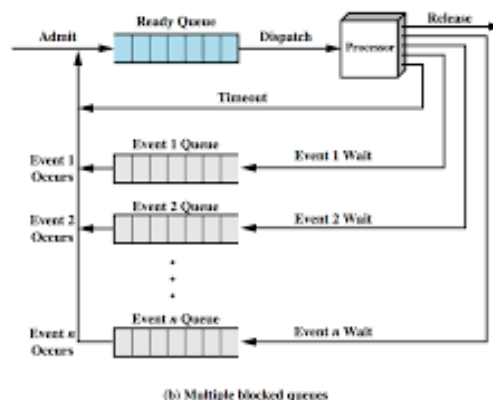 Ready Queue
Release
Admit
Dispatch
Processor
Timeout
Event 1 Queue
Event 1
Occurs
Event 1 Wait
Event 2 Queue
Event 2
Occurs
Event 2 Wait
Event n Queue
Event n
Occurs
Event n Wait
(b) Multiple blocked queues